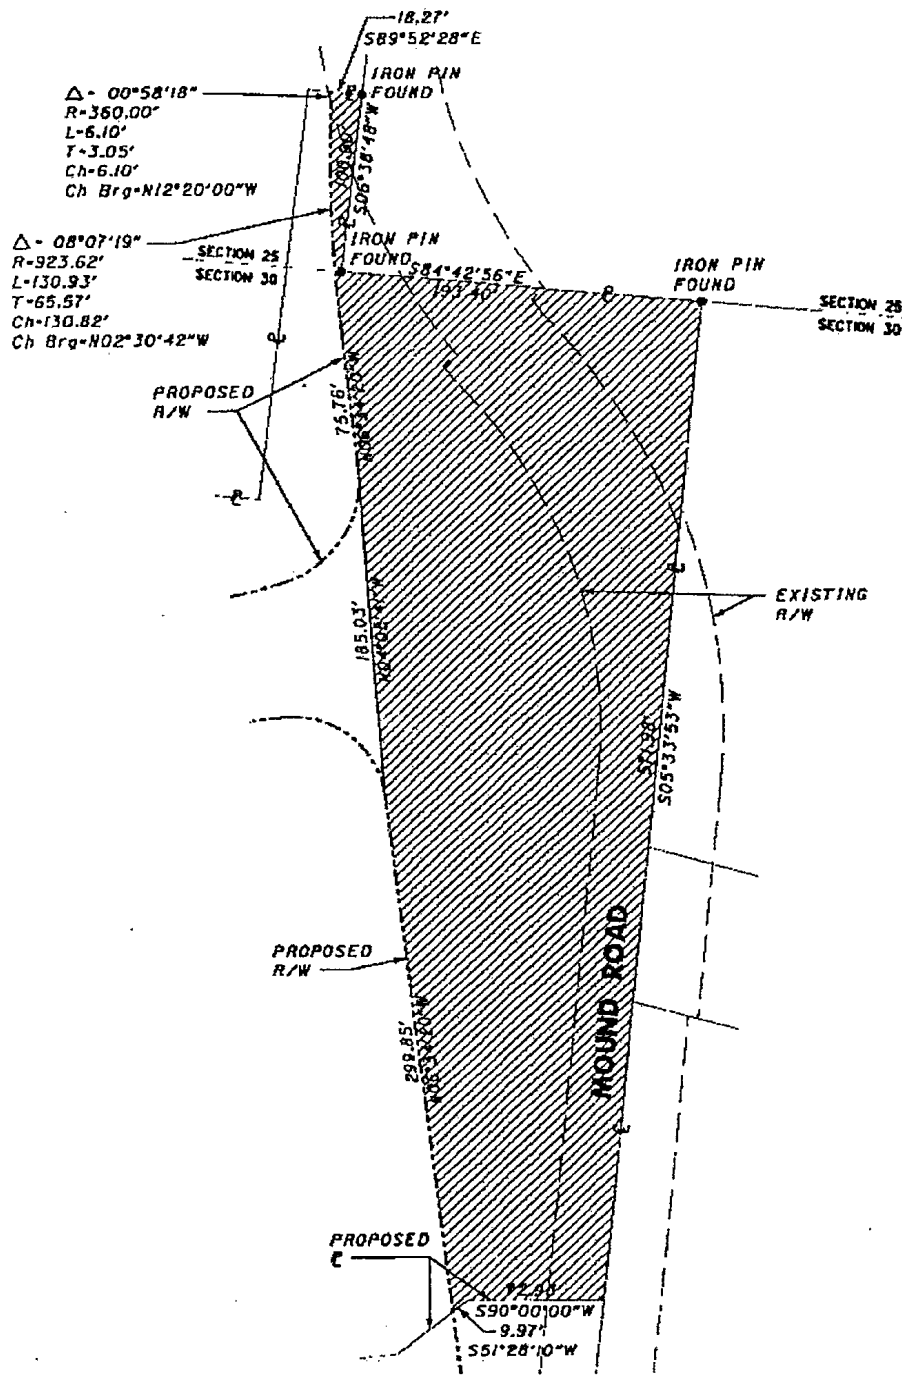 18.27'
S89°52'28"E
IRON PIN
FOUND
Δ- 00°58'18"
R=360.00'
L=6.10'
T=3.05'
Ch=6.10'
Ch Brg=N12°20'00"W
S06°38'48"W
Δ- 08°07'19"
R=923.62'
L=130.93'
T=65.57'
Ch=130.82'
Ch Brg=N02°30'42"W
SECTION 25
SECTION 30
IRON PIN
FOUND
S84°42'56"E
193.40'
IRON PIN
FOUND
SECTION 25
SECTION 30
PROPOSED
R/W
75.76'
185.03'
EXISTING
R/W
S05°33'53"W
MOUND ROAD
PROPOSED
R/W
299.85'
PROPOSED
S90°00'00"W
9.97'
S51°28'10"W